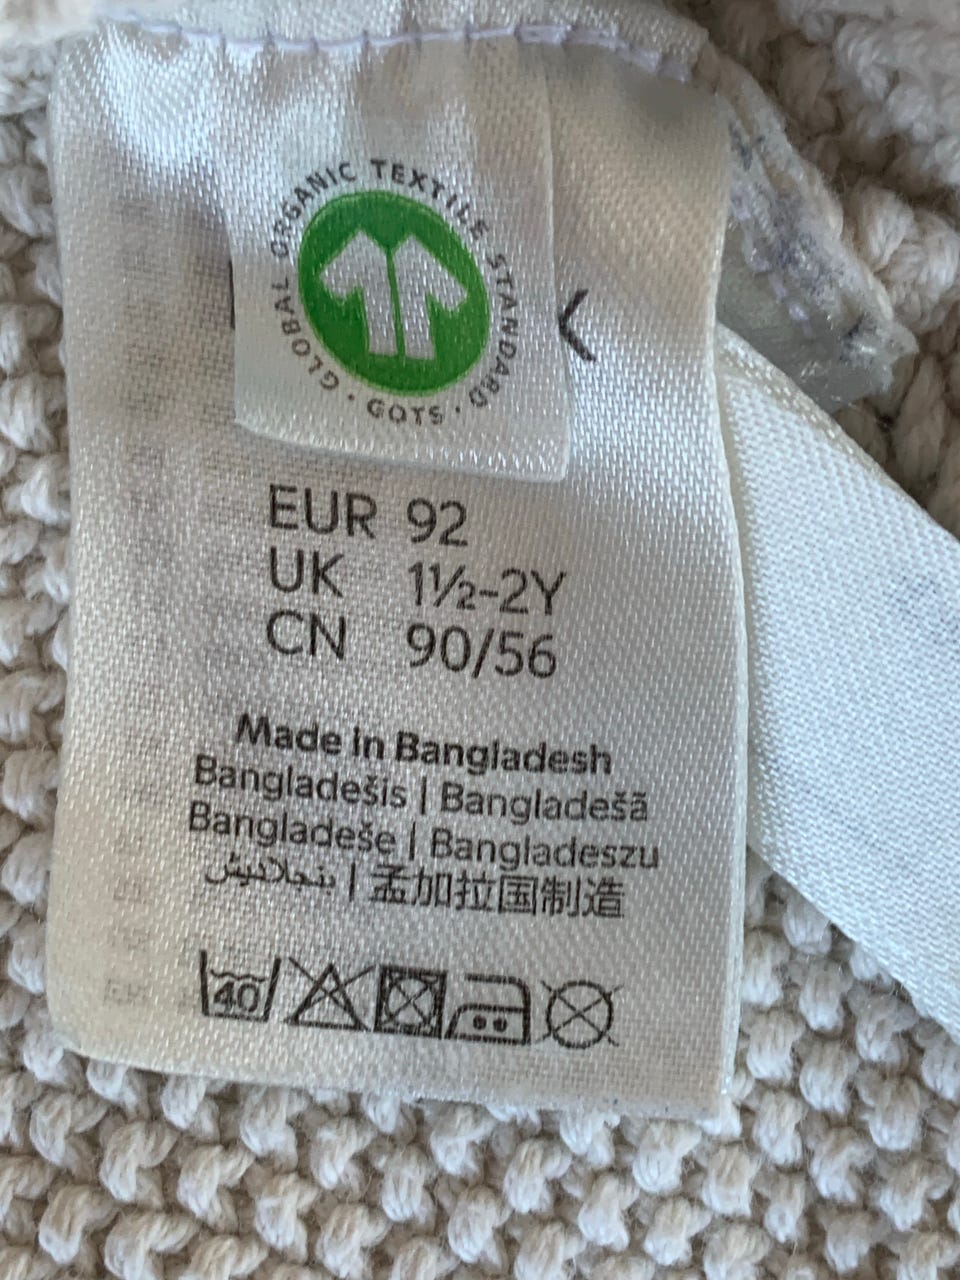 GLOBAL ORGANIC TEXTILE STANDARD
· GOTS ·
EUR 92
UK 1½-2Y
CN 90/56
Made in Bangladesh
Bangladešis | Bangladešā
Bangladeše | Bangladeszu
بنجلاديش | 孟加拉国制造
40